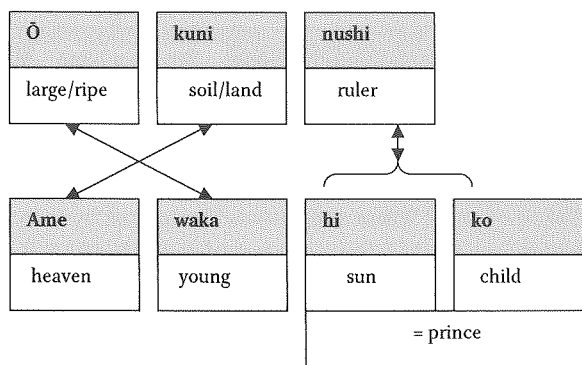 Ō kuni nushi
large/ripe soil/land ruler
Ame waka hi ko
heaven young sun child
= prince